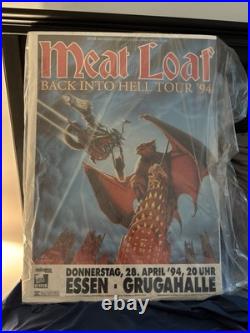 Meat Loaf
BACK INTO HELL TOUR '94
DONNERSTAG, 28. APRIL '94, 20 UHR
ESSEN · GRUGAHALLE